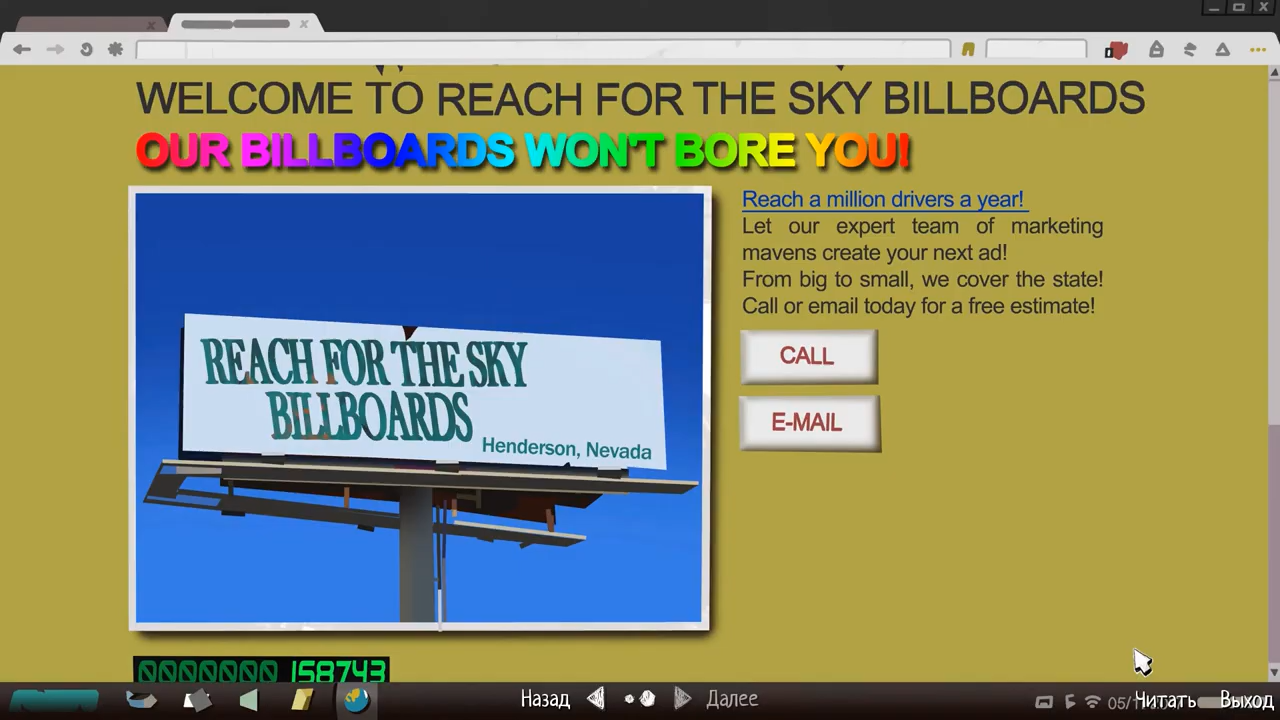 WELCOME TO REACH FOR THE SKY BILLBOARDS
OUR BILLBOARDS WON'T BORE YOU!
REACH FOR THE SKY
BILLBOARDS
Henderson, Nevada
Reach a million drivers a year!
Let our expert team of marketing
mavens create your next ad!
From big to small, we cover the state!
Call or email today for a free estimate!
CALL
E-MAIL
0000000 158743
Назад Далее
Читать Выход